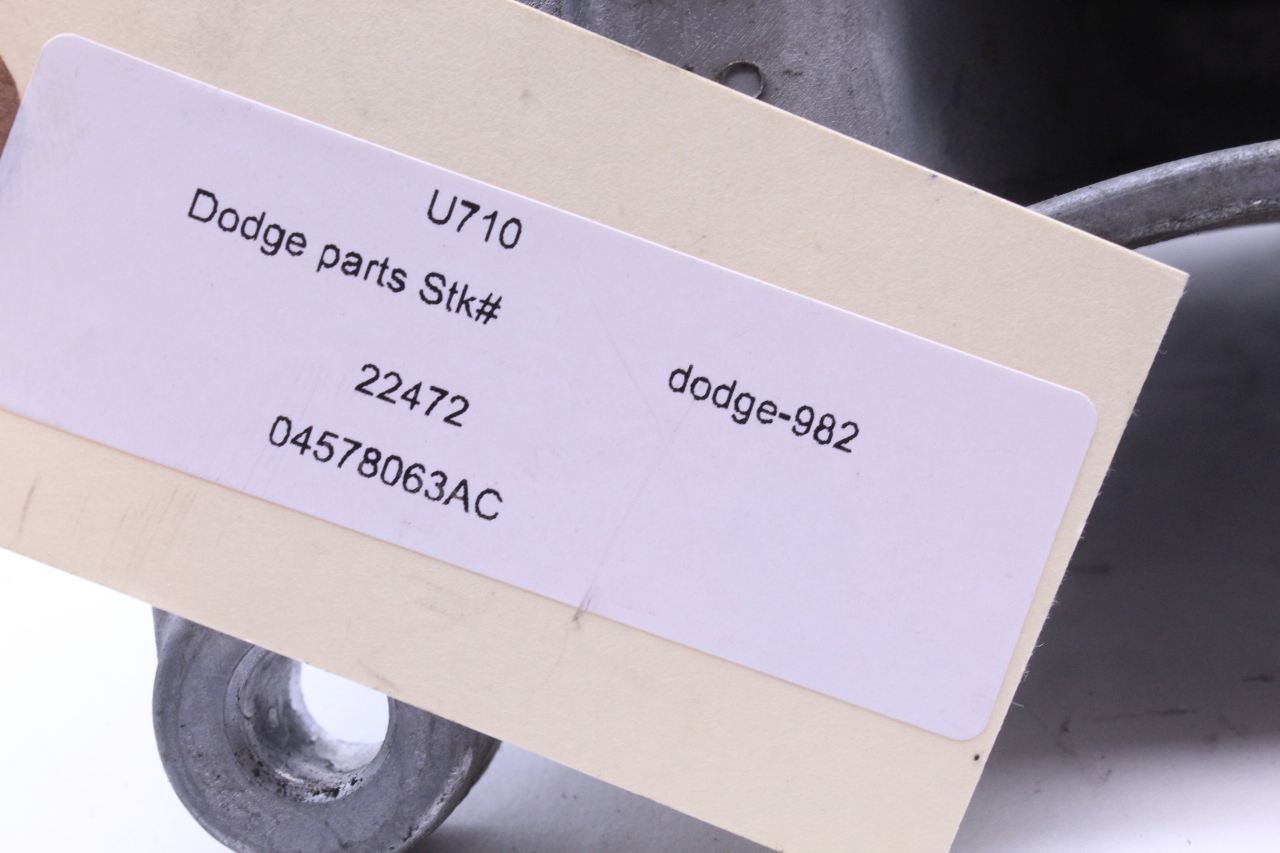 U710
Dodge parts Stk#
dodge-982
22472
04578063AC